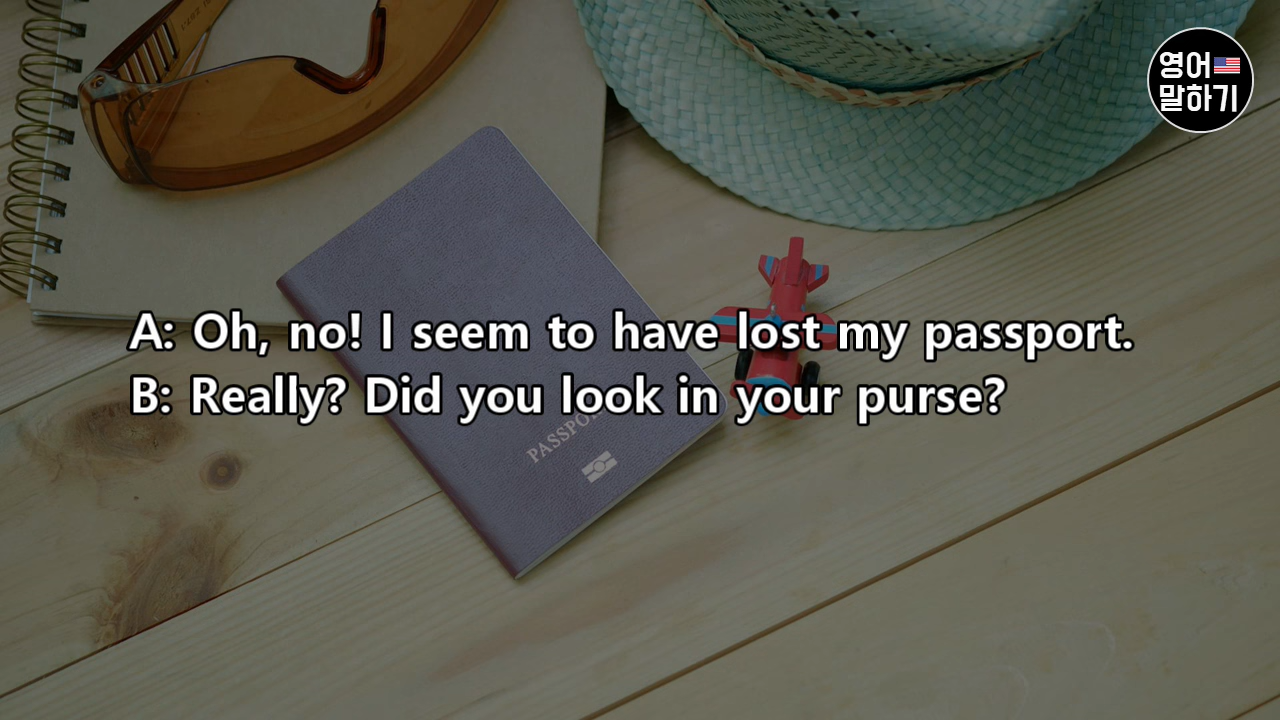 영어
말하기
A: Oh, no! I seem to have lost my passport.
B: Really? Did you look in your purse?